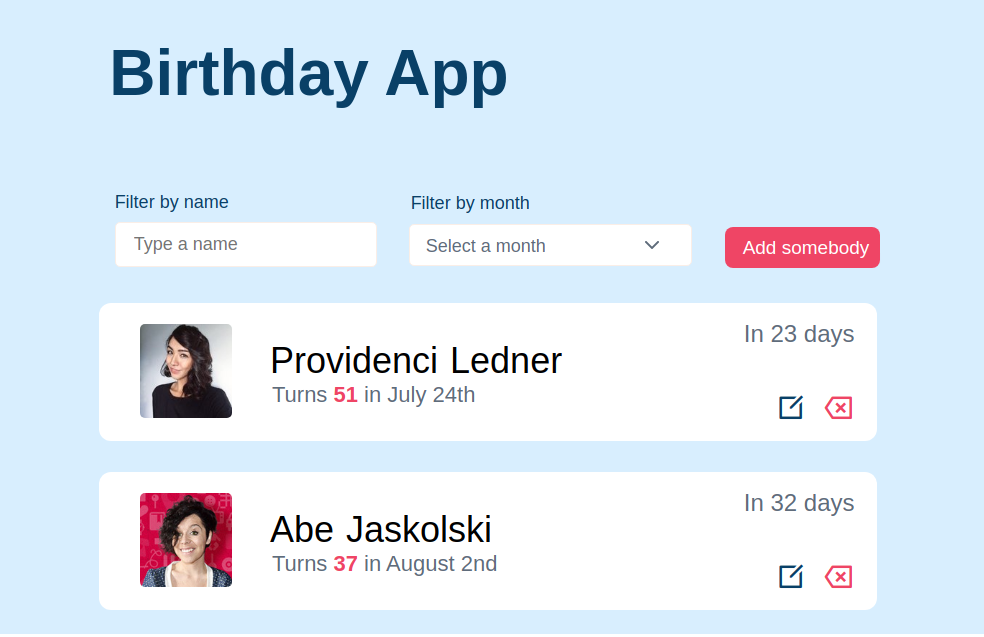 Birthday App
Filter by name
Filter by month
Type a name
Select a month
Add somebody
In 23 days
Providenci Ledner
Turns 51 in July 24th
In 32 days
Abe Jaskolski
Turns 37 in August 2nd